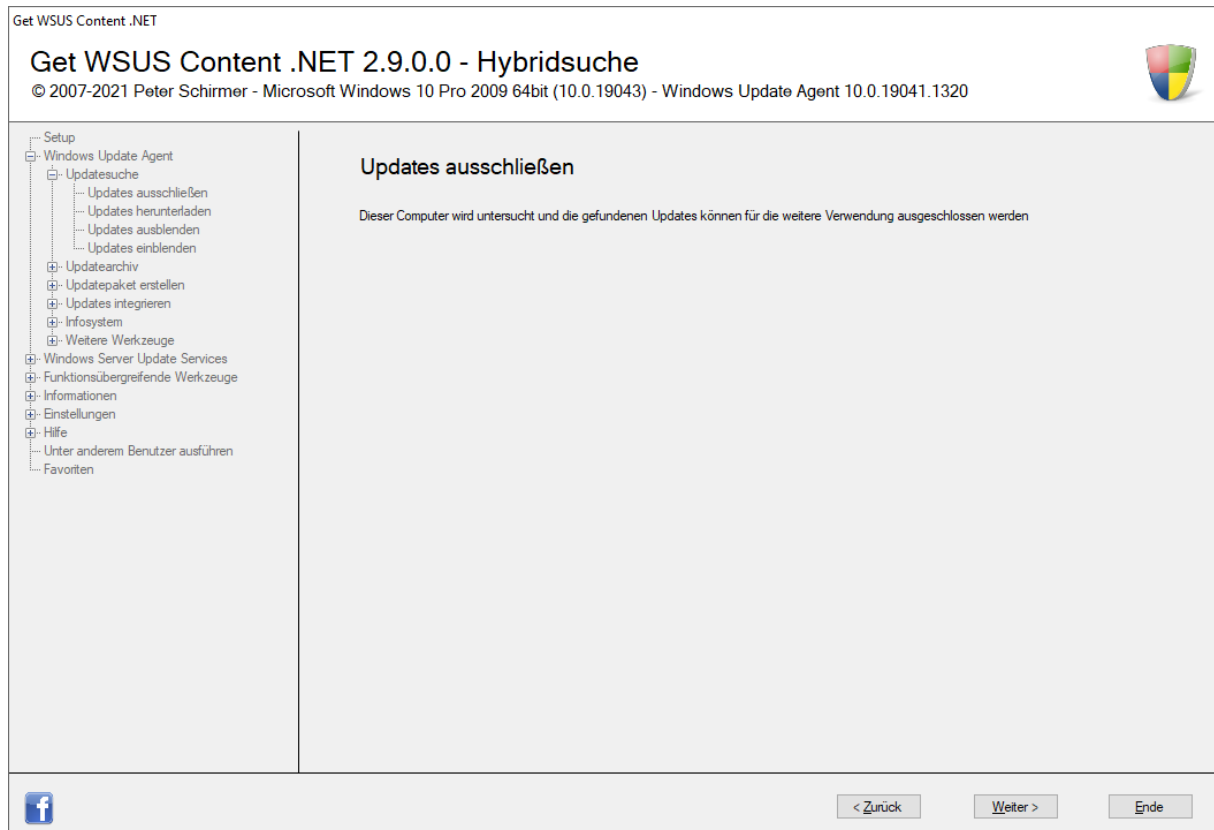 Get WSUS Content .NET
Get WSUS Content .NET 2.9.0.0 - Hybridsuche
© 2007-2021 Peter Schirmer - Microsoft Windows 10 Pro 2009 64bit (10.0.19043) - Windows Update Agent 10.0.19041.1320
Setup
Windows Update Agent
Updatesuche
Updates ausschließen
Updates herunterladen
Updates ausblenden
Updates einblenden
Updatearchiv
Updatepaket erstellen
Updates integrieren
Infosystem
Weitere Werkzeuge
Windows Server Update Services
Funktionsübergreifende Werkzeuge
Informationen
Einstellungen
Hilfe
Unter anderem Benutzer ausführen
Favoriten
Updates ausschließen
Dieser Computer wird untersucht und die gefundenen Updates können für die weitere Verwendung ausgeschlossen werden
f
< Zurück
Weiter >
Ende